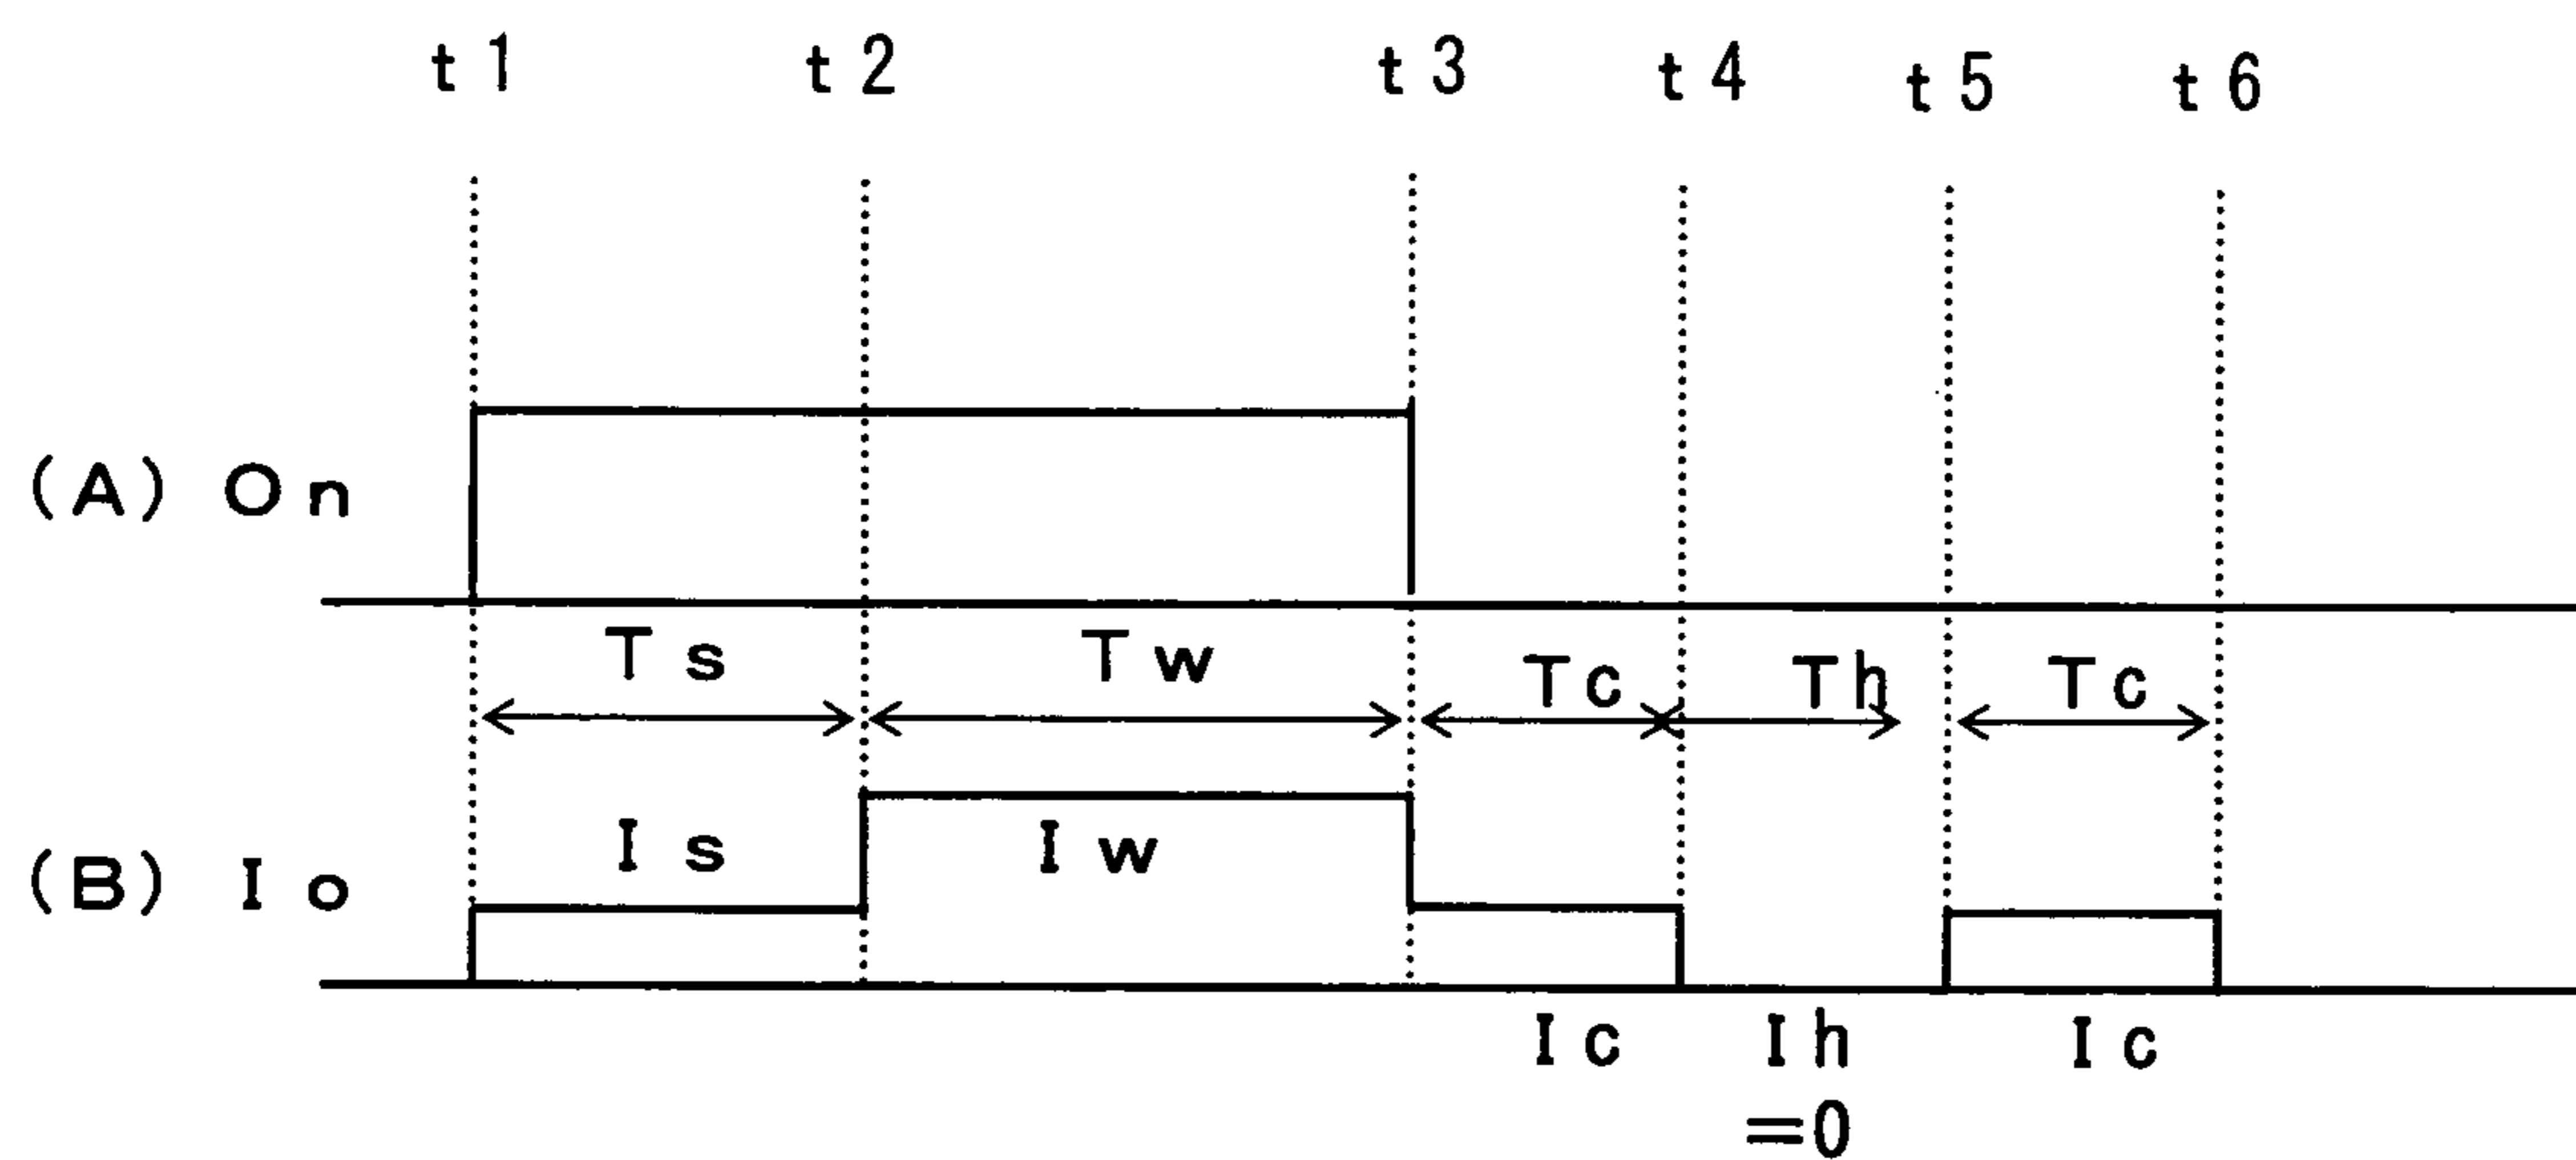 t1 t2 t3 t4 t5 t6
(A) On
Ts Tw Tc Th Tc
Is Iw
(B) Io
Ic Ih Ic
=0